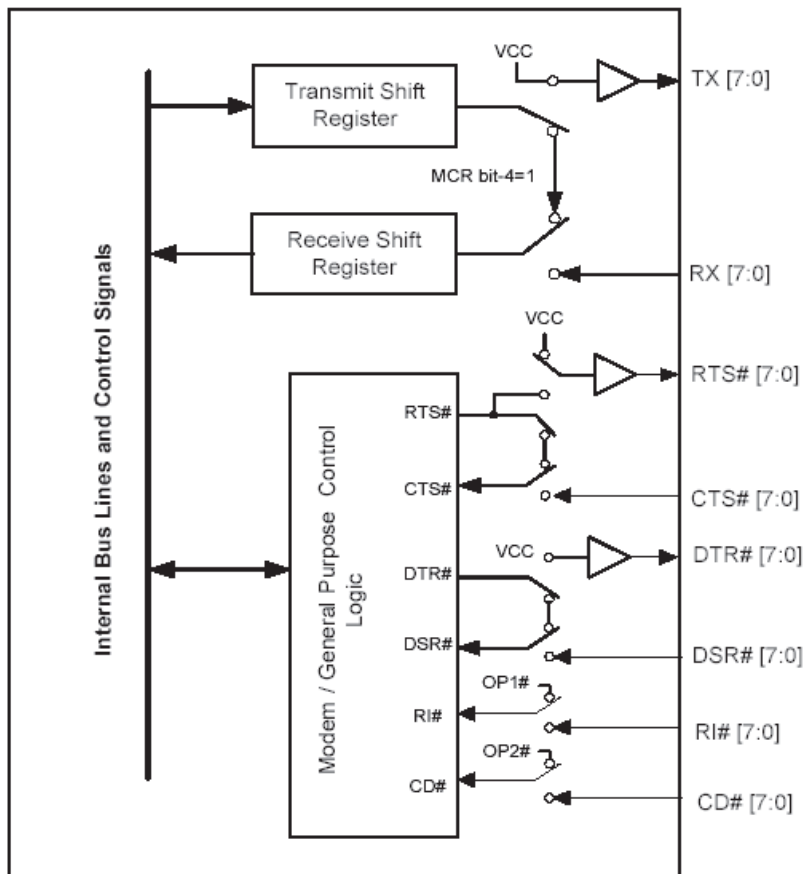 VCC
TX [7:0]
Transmit Shift
Register
MCR bit-4=1
Receive Shift
Register
RX [7:0]
Internal Bus Lines and Control Signals
VCC
RTS# [7:0]
RTS#
CTS#
CTS# [7:0]
Modem / General Purpose Control
Logic
VCC
DTR# [7:0]
DTR#
DSR#
DSR# [7:0]
OP1#
RI#
RI# [7:0]
OP2#
CD#
CD# [7:0]